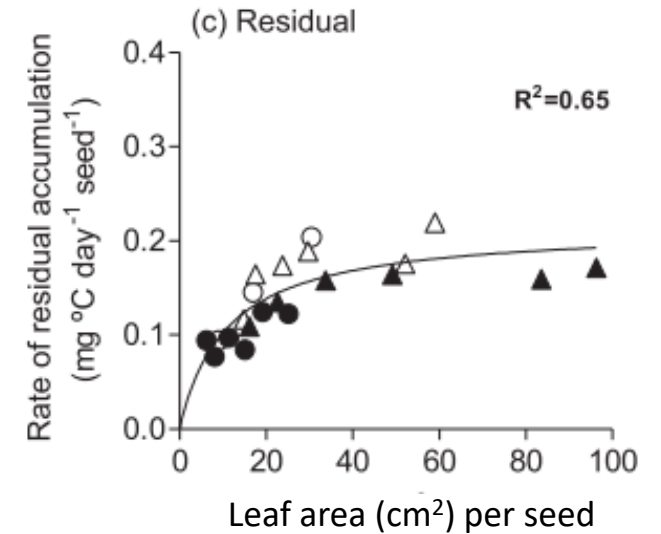 (c) Residual
Rate of residual accumulation
(mg ºC day⁻¹ seed⁻¹)
R²=0.65
0.4
0.3
0.2
0.1
0.0
0 20 40 60 80 100
Leaf area (cm²) per seed